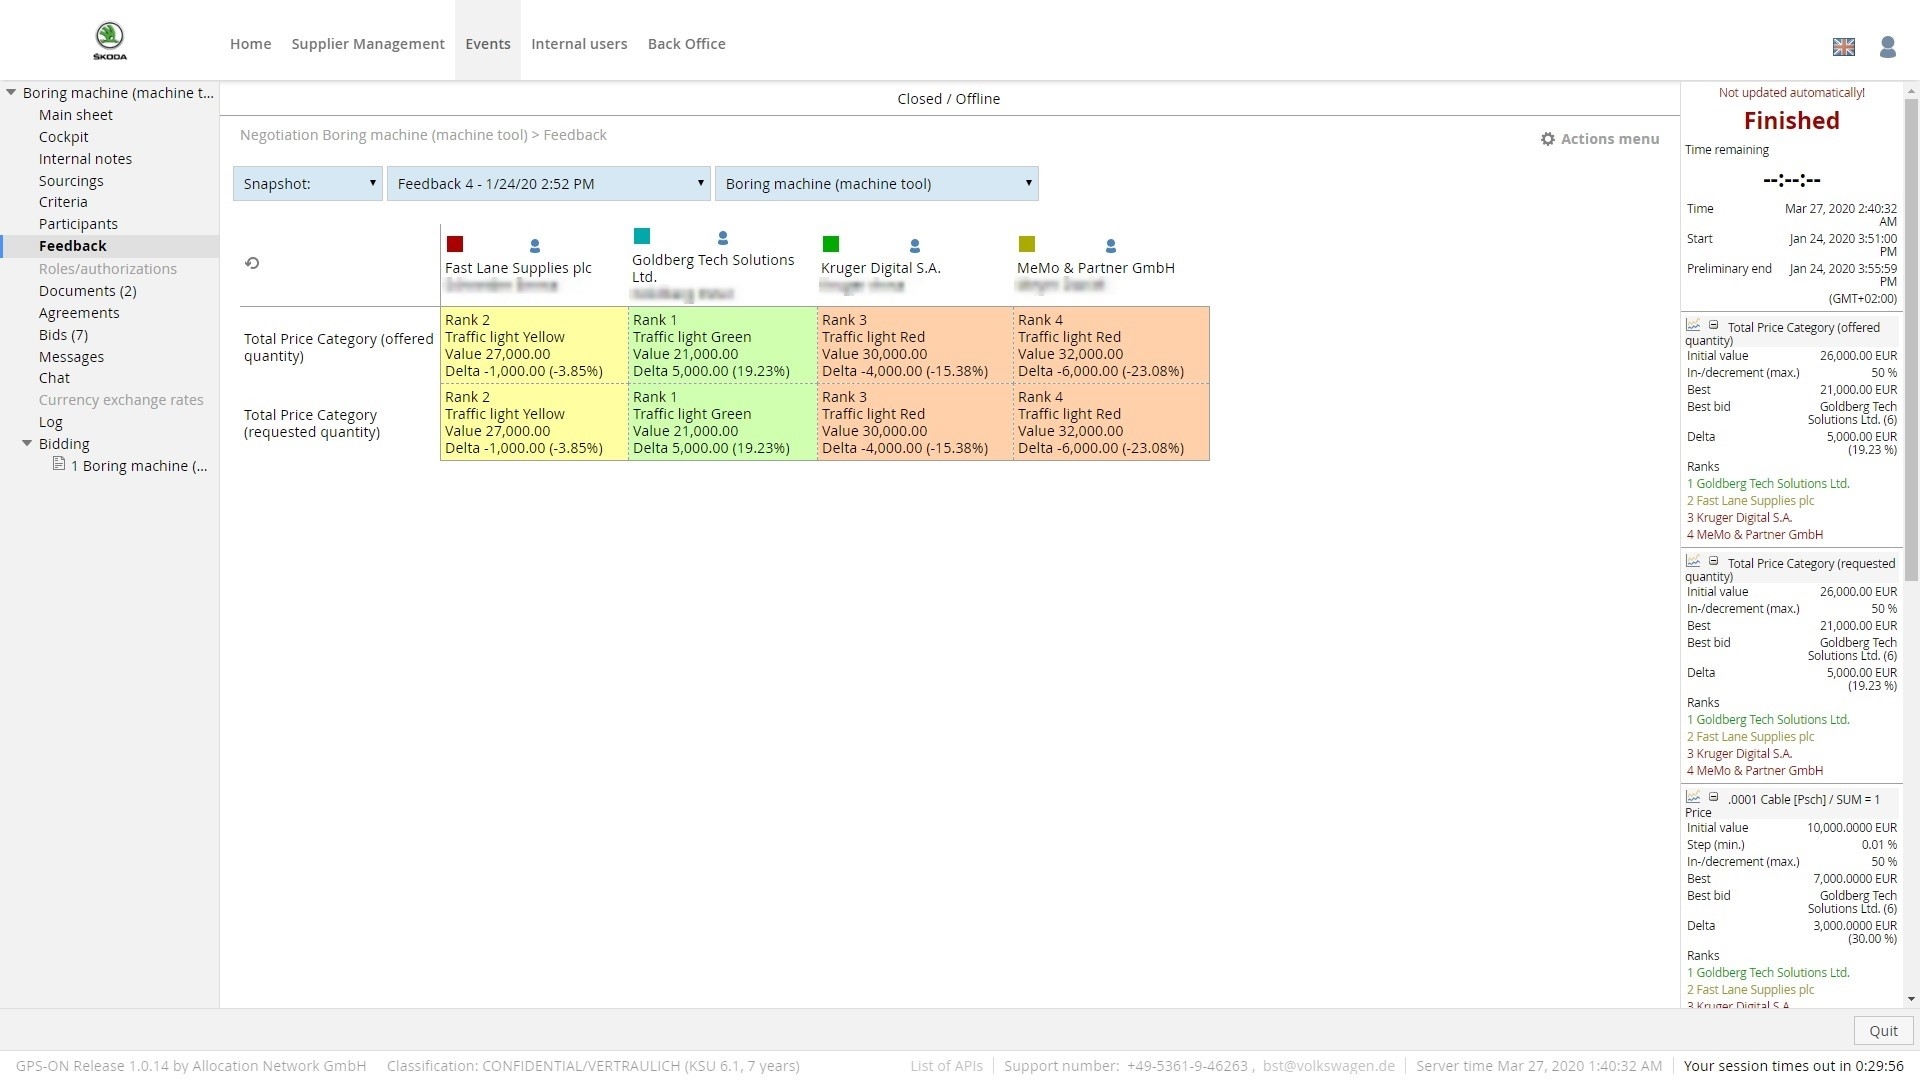 ŠKODA
Home
Supplier Management
Events
Internal users
Back Office
Boring machine (machine t...
Main sheet
Cockpit
Internal notes
Sourcings
Criteria
Participants
Feedback
Roles/authorizations
Documents (2)
Agreements
Bids (7)
Messages
Chat
Currency exchange rates
Log
Bidding
1 Boring machine (...
Closed / Offline
Negotiation Boring machine (machine tool) > Feedback
Actions menu
Snapshot:
Feedback 4 - 1/24/20 2:52 PM
Boring machine (machine tool)
Fast Lane Supplies plc
Goldberg Tech Solutions
Ltd.
Kruger Digital S.A.
MeMo & Partner GmbH
Total Price Category (offered
quantity)
Rank 2
Traffic light Yellow
Value 27,000.00
Delta -1,000.00 (-3.85%)
Rank 1
Traffic light Green
Value 21,000.00
Delta 5,000.00 (19.23%)
Rank 3
Traffic light Red
Value 30,000.00
Delta -4,000.00 (-15.38%)
Rank 4
Traffic light Red
Value 32,000.00
Delta -6,000.00 (-23.08%)
Total Price Category
(requested quantity)
Rank 2
Traffic light Yellow
Value 27,000.00
Delta -1,000.00 (-3.85%)
Rank 1
Traffic light Green
Value 21,000.00
Delta 5,000.00 (19.23%)
Rank 3
Traffic light Red
Value 30,000.00
Delta -4,000.00 (-15.38%)
Rank 4
Traffic light Red
Value 32,000.00
Delta -6,000.00 (-23.08%)
Not updated automatically!
Finished
Time remaining
--:--:--
Time Mar 27, 2020 2:40:32
AM
Start Jan 24, 2020 3:51:00
PM
Preliminary end Jan 24, 2020 3:55:59
PM
(GMT+02:00)
Total Price Category (offered
quantity)
Initial value 26,000.00 EUR
In-/decrement (max.) 50 %
Best 21,000.00 EUR
Best bid Goldberg Tech
Solutions Ltd. (6)
Delta 5,000.00 EUR
(19.23 %)
Ranks
1 Goldberg Tech Solutions Ltd.
2 Fast Lane Supplies plc
3 Kruger Digital S.A.
4 MeMo & Partner GmbH
Total Price Category (requested
quantity)
Initial value 26,000.00 EUR
In-/decrement (max.) 50 %
Best 21,000.00 EUR
Best bid Goldberg Tech
Solutions Ltd. (6)
Delta 5,000.00 EUR
(19.23 %)
Ranks
1 Goldberg Tech Solutions Ltd.
2 Fast Lane Supplies plc
3 Kruger Digital S.A.
4 MeMo & Partner GmbH
.0001 Cable [Psch] / SUM = 1
Price
Initial value 10,000.0000 EUR
Step (min.) 0.01 %
In-/decrement (max.) 50 %
Best 7,000.0000 EUR
Best bid Goldberg Tech
Solutions Ltd. (6)
Delta 3,000.0000 EUR
(30.00 %)
Ranks
1 Goldberg Tech Solutions Ltd.
2 Fast Lane Supplies plc
3 Kruger Digital S.A.
Quit
GPS-ON Release 1.0.14 by Allocation Network GmbH
Classification: CONFIDENTIAL/VERTRAULICH (KSU 6.1, 7 years)
List of APIs
Support number: +49-5361-9-46263 , bst@volkswagen.de
Server time Mar 27, 2020 1:40:32 AM
Your session times out in 0:29:56